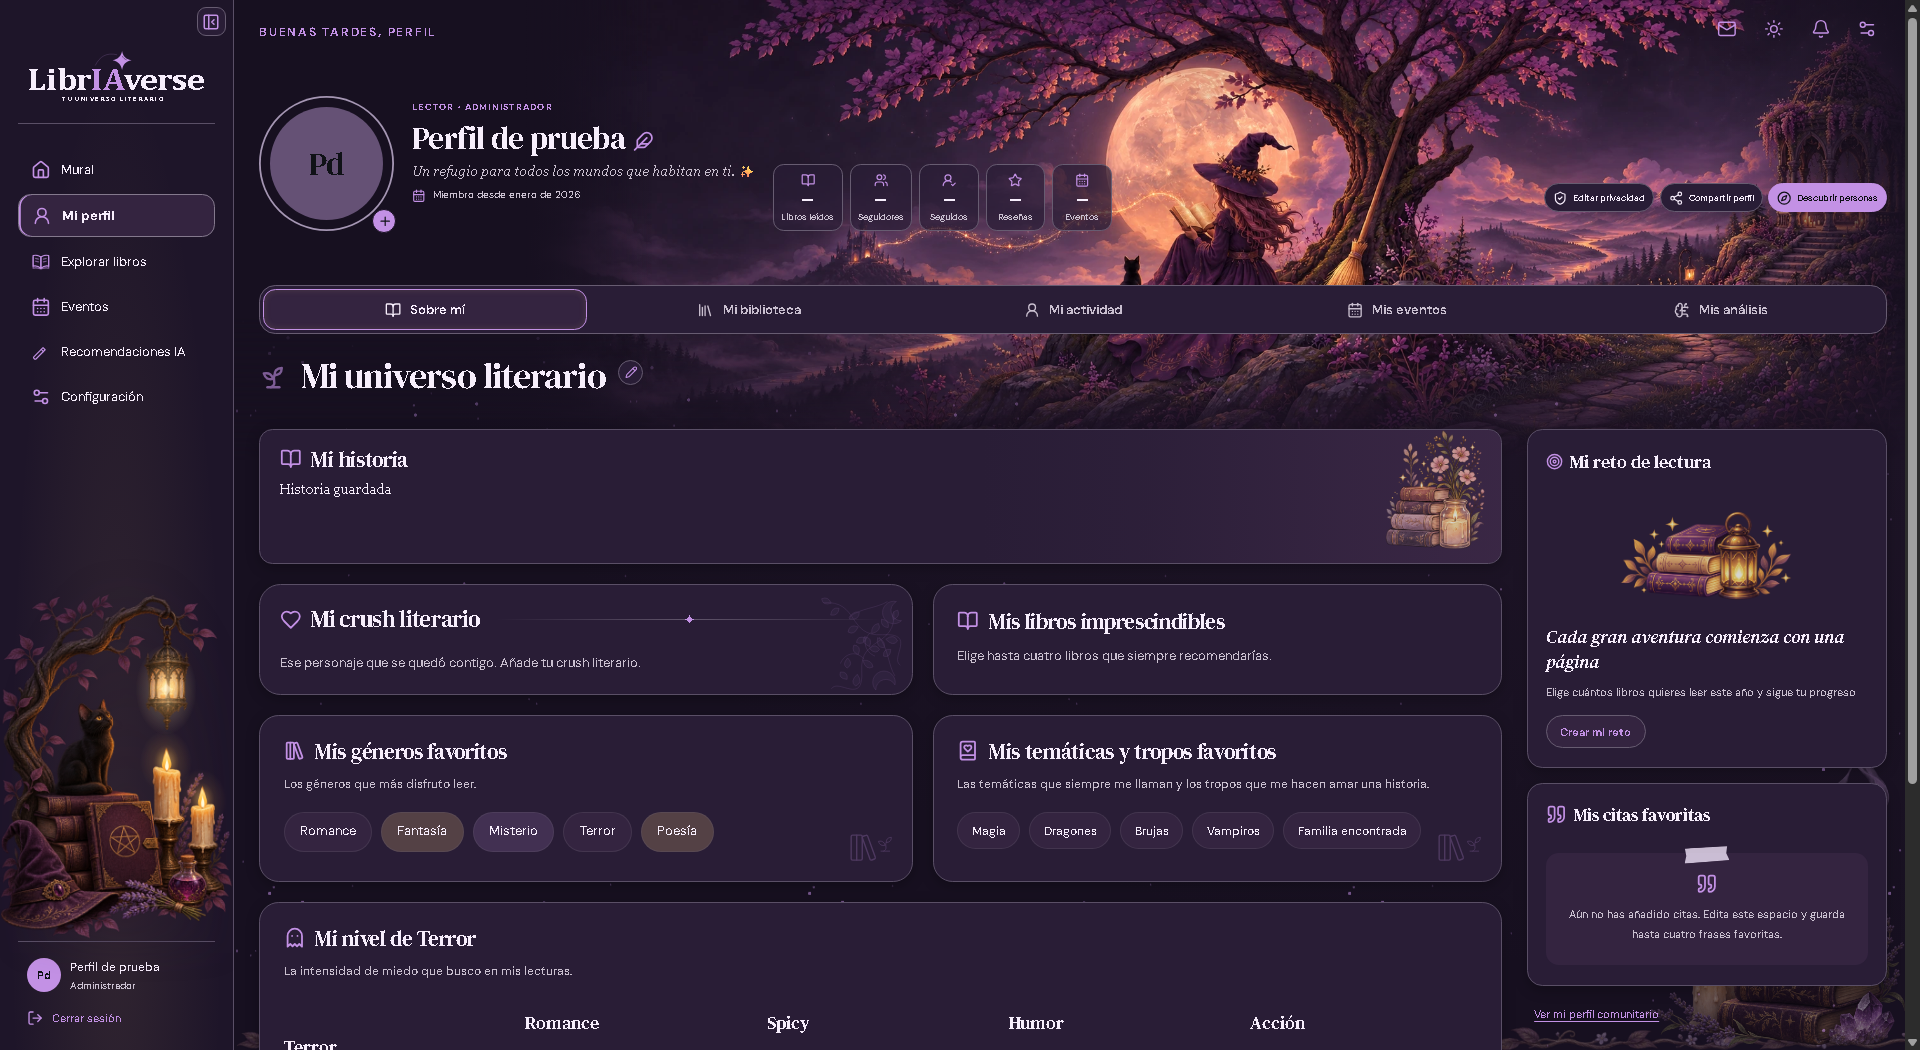 LibrIAverse
TU UNIVERSO LITERARIO
Mural
Mi perfil
Explorar libros
Eventos
Recomendaciones IA
Configuración
Pd
Perfil de prueba
Administrador
Cerrar sesión
BUENAS TARDES, PERFIL
Pd
LECTOR • ADMINISTRADOR
Perfil de prueba
Un refugio para todos los mundos que habitan en ti. ✨
Miembro desde enero de 2026
— — — — —
Libros leídos Seguidores Seguidos Reseñas Eventos
Editar privacidad Compartir perfil Descubrir personas
Sobre mí Mi biblioteca Mi actividad Mis eventos Mis análisis
Mi universo literario
Mi historia
Historia guardada
Mi crush literario
Ese personaje que se quedó contigo. Añade tu crush literario.
Mis libros imprescindibles
Elige hasta cuatro libros que siempre recomendarías.
Mis géneros favoritos
Los géneros que más disfruto leer.
Romance Fantasía Misterio Terror Poesía
Mis temáticas y tropos favoritos
Las temáticas que siempre me llaman y los tropos que me hacen amar una historia.
Magia Dragones Brujas Vampiros Familia encontrada
Mi nivel de Terror
La intensidad de miedo que busco en mis lecturas.
Romance Spicy Humor Acción
Terror
Mi reto de lectura
Cada gran aventura comienza con una
página
Elige cuántos libros quieres leer este año y sigue tu progreso
Crear mi reto
Mis citas favoritas
Aún no has añadido citas. Edita este espacio y guarda
hasta cuatro frases favoritas.
Ver mi perfil comunitario